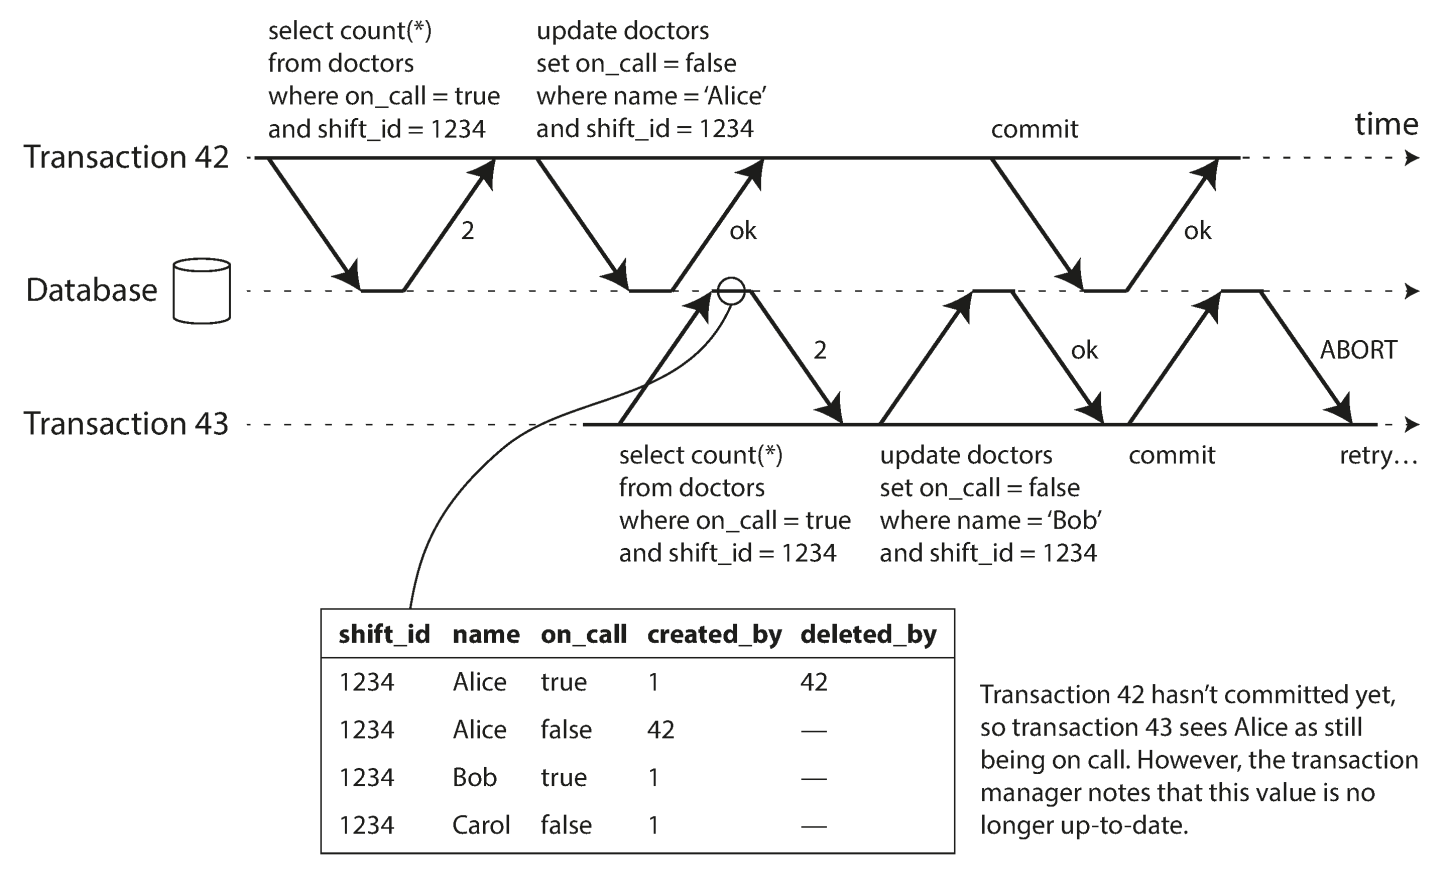 select count(*)
from doctors
where on_call = true
and shift_id = 1234
update doctors
set on_call = false
where name = ‘Alice’
and shift_id = 1234
commit
time
Transaction 42
2
ok
ok
Database
2
ok
ABORT
Transaction 43
select count(*)
from doctors
where on_call = true
and shift_id = 1234
update doctors
set on_call = false
where name = ‘Bob’
and shift_id = 1234
commit
retry…
shift_id name on_call created_by deleted_by
1234 Alice true 1 42
1234 Alice false 42 —
1234 Bob true 1 —
1234 Carol false 1 —
Transaction 42 hasn’t committed yet,
so transaction 43 sees Alice as still
being on call. However, the transaction
manager notes that this value is no
longer up-to-date.